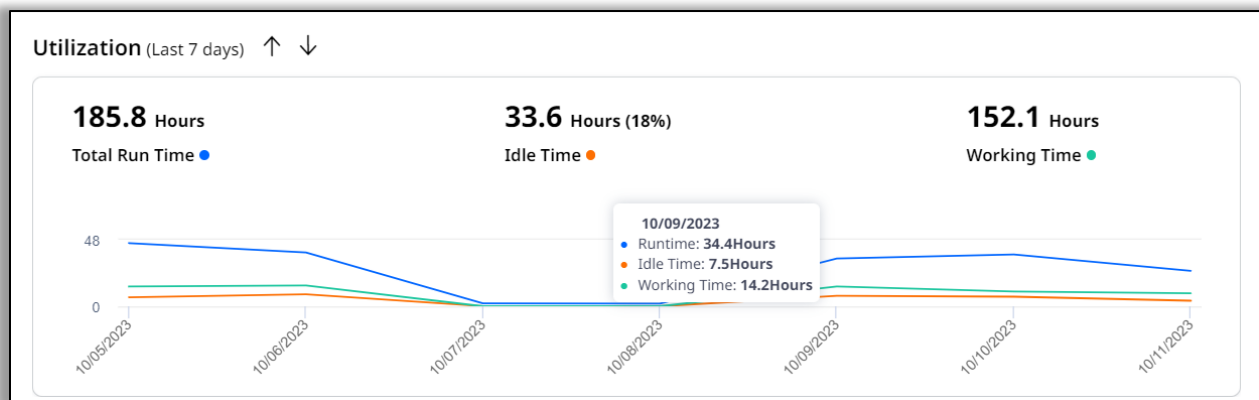 Utilization (Last 7 days) ↑ ↓
185.8 Hours
Total Run Time
33.6 Hours (18%)
Idle Time
152.1 Hours
Working Time
10/09/2023
Runtime: 34.4Hours
Idle Time: 7.5Hours
Working Time: 14.2Hours
48
0
10/05/2023
10/06/2023
10/07/2023
10/08/2023
10/09/2023
10/10/2023
10/11/2023